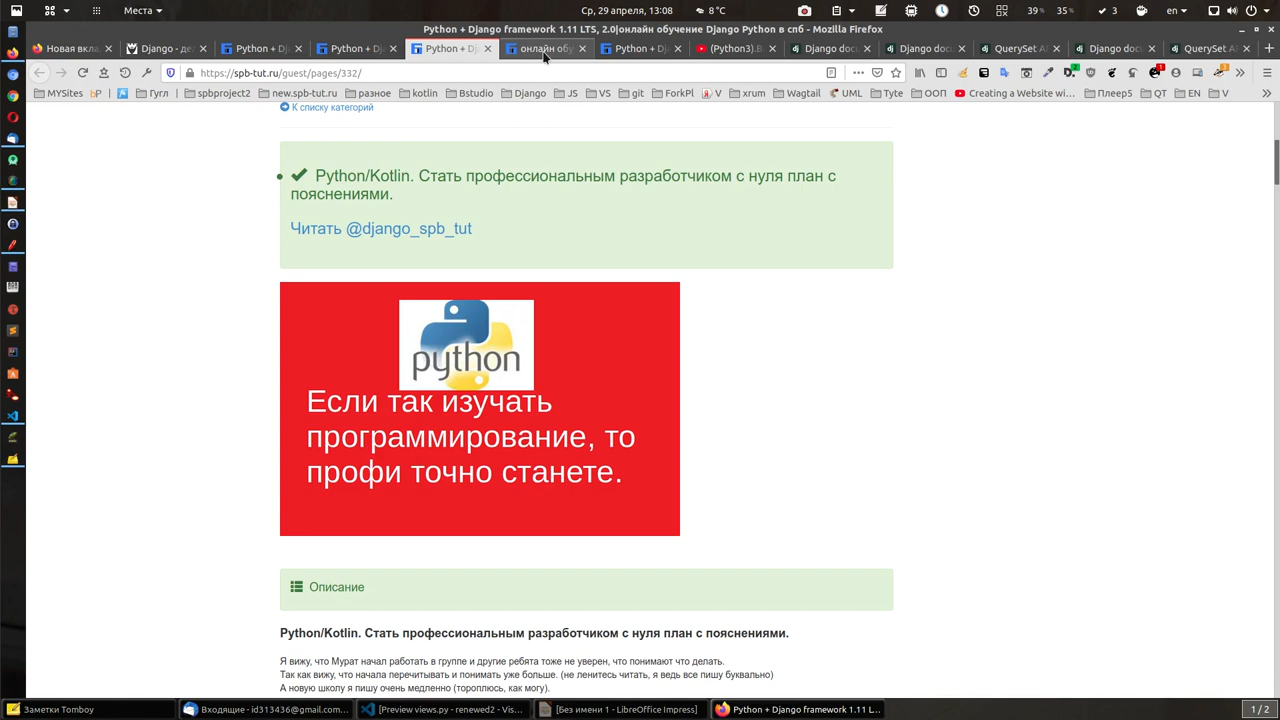 Места
Ср, 29 апреля, 13:08
8°C
39%
35%
3
en
Python + Django framework 1.11 LTS, 2.0|онлайн обучение Django Python в спб - Mozilla Firefox
Новая вкл
Django - де
Python + D
Python + Dj
Python + Dj
онлайн обу
Python + Dj
(Python3).В
Django docu
Django docu
QuerySet AF
Django docu
QuerySet AF
https://spb-tut.ru/guest/pages/332/
MYSites
bP
Гугл
spbproject2
new.spb-tut.ru
разное
kotlin
Bstudio
Django
JS
VS
git
ForkPl
V
xrum
Wagtail
UML
Tyte
ООП
Creating a Website wi...
Плеер5
QT
EN
V
К списку категорий
Python/Kotlin. Стать профессиональным разработчиком с нуля план с
пояснениями.
Читать @django_spb_tut
python
Если так изучать
программирование, то
профи точно станете.
Описание
Python/Kotlin. Стать профессиональным разработчиком с нуля план с пояснениями.
Я вижу, что Мурат начал работать в группе и другие ребята тоже не уверен, что понимают что делать.
Так как вижу, что начала перечитывать и понимать уже больше. (не ленитесь читать, я ведь все пишу буквально)
А новую школу я пишу очень медленно (тороплюсь, как могу).
Заметки Tomboy
Входящие - id313436@gmail.com...
[Preview views.py - renewed2 - Vis...
[Без имени 1 - LibreOffice Impress]
Python + Django framework 1.11 L...
1 / 2